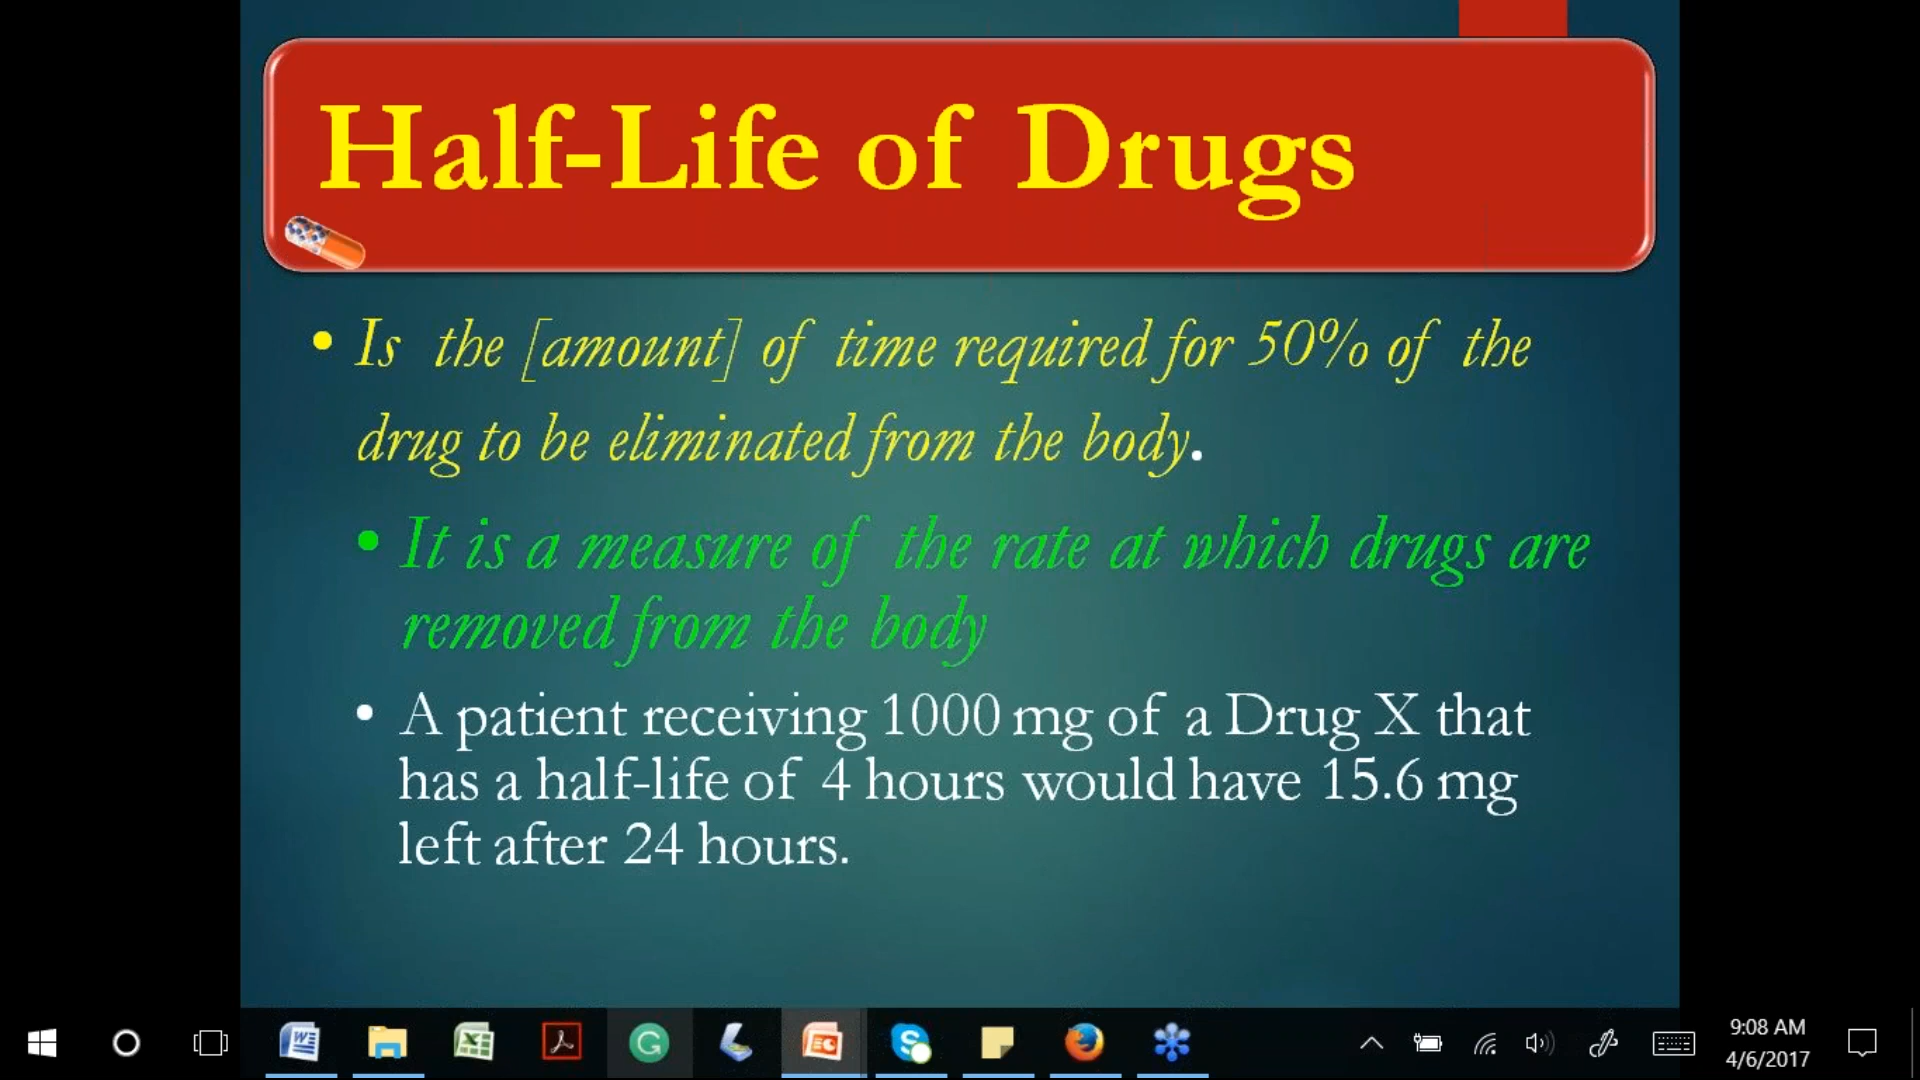 Half-Life of Drugs
• Is the [amount] of time required for 50% of the
drug to be eliminated from the body.
• It is a measure of the rate at which drugs are
removed from the body
• A patient receiving 1000 mg of a Drug X that
has a half-life of 4 hours would have 15.6 mg
left after 24 hours.
9:08 AM
4/6/2017